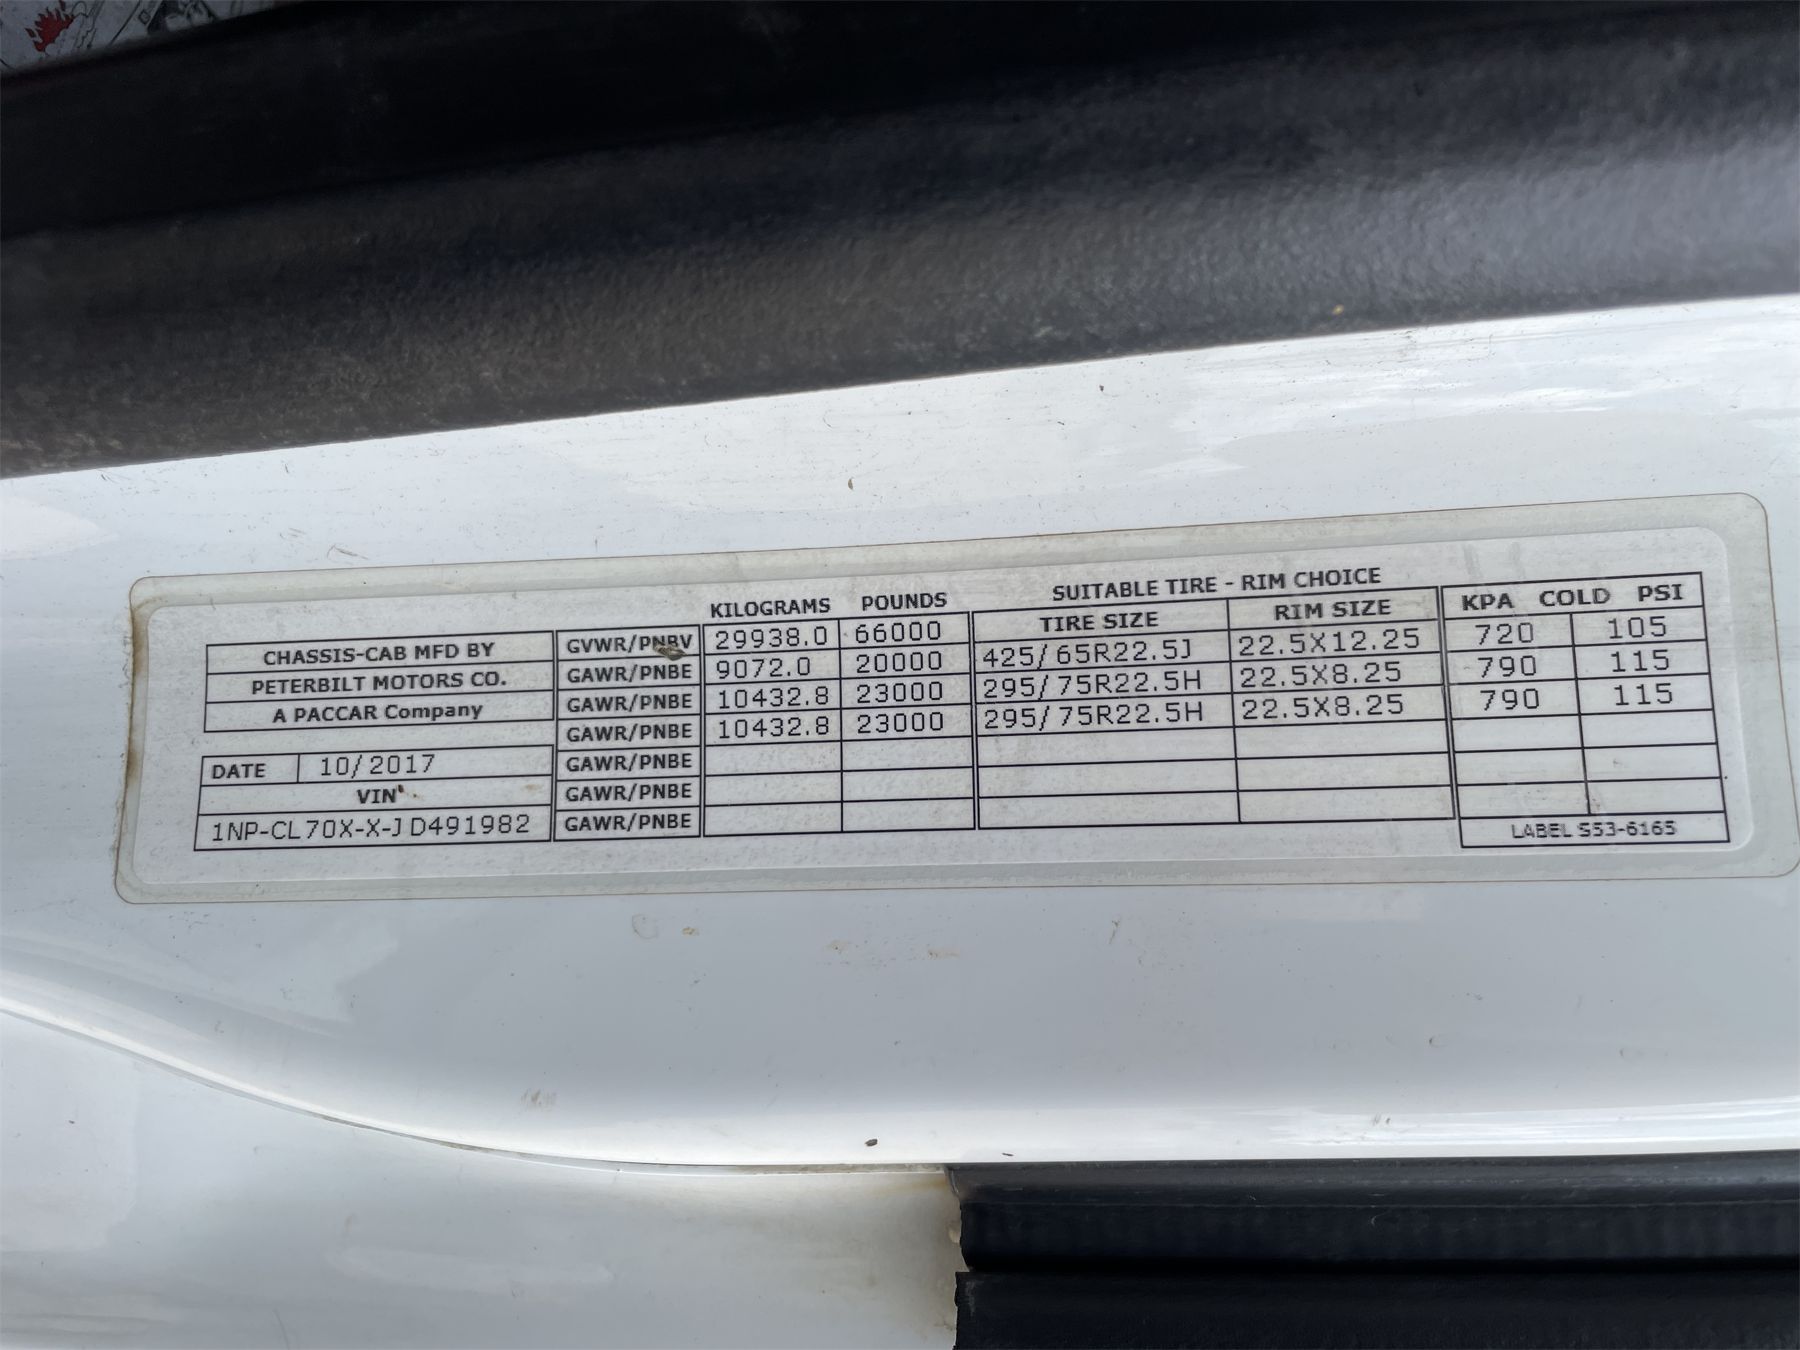 KILOGRAMS POUNDS SUITABLE TIRE - RIM CHOICE
TIRE SIZE RIM SIZE KPA COLD PSI
CHASSIS-CAB MFD BY GVWR/PNBV 29938.0 66000
PETERBILT MOTORS CO. GAWR/PNBE 9072.0 20000 425/65R22.5J 22.5X12.25 720 105
A PACCAR Company GAWR/PNBE 10432.8 23000 295/75R22.5H 22.5X8.25 790 115
GAWR/PNBE 10432.8 23000 295/75R22.5H 22.5X8.25 790 115
DATE 10/2017 GAWR/PNBE
VIN GAWR/PNBE
1NP-CL70X-X-JD491982 GAWR/PNBE
LABEL S53-6165